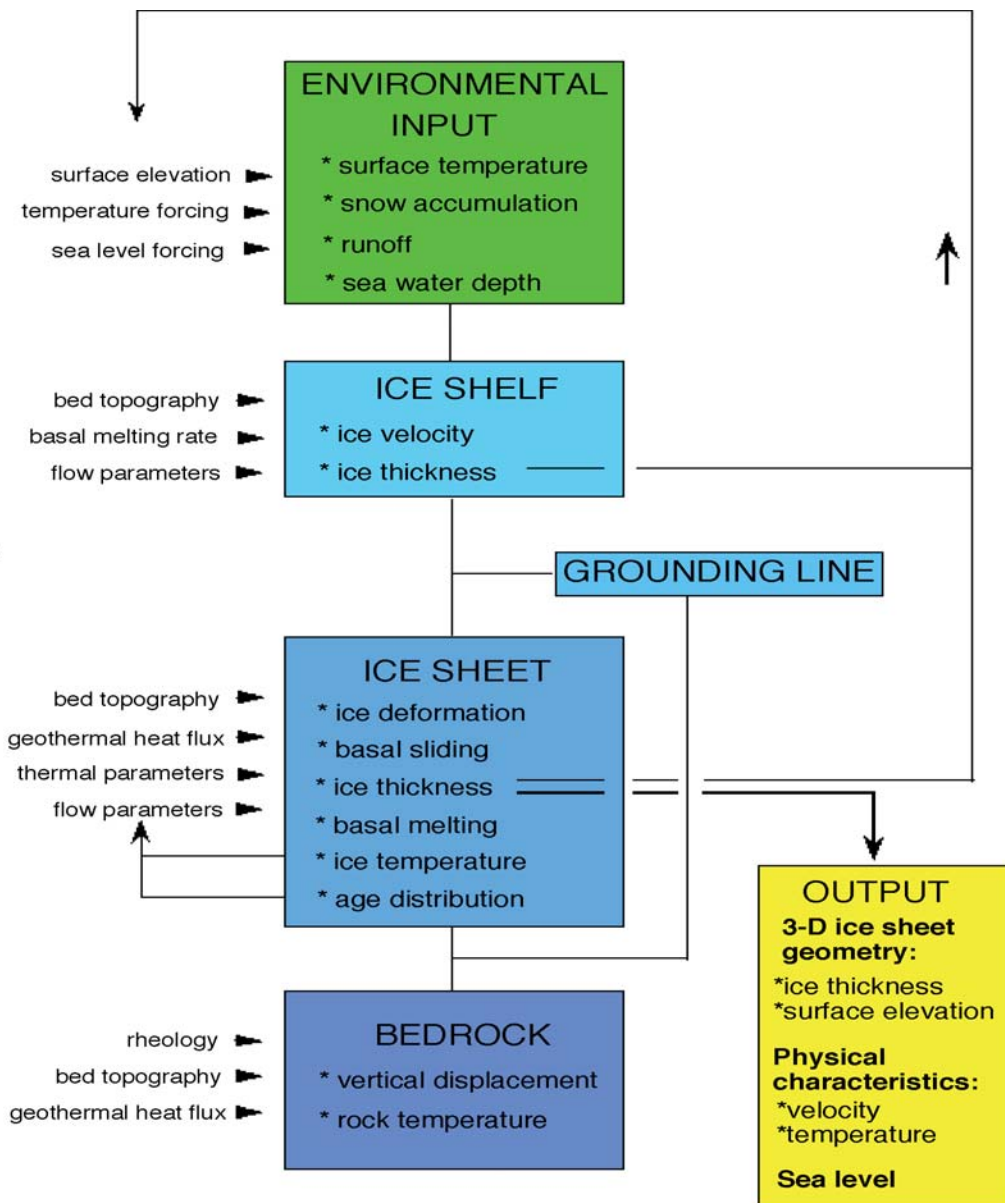 ENVIRONMENTAL
INPUT
* surface temperature
* snow accumulation
* runoff
* sea water depth
surface elevation
temperature forcing
sea level forcing
ICE SHELF
* ice velocity
* ice thickness
bed topography
basal melting rate
flow parameters
GROUNDING LINE
ICE SHEET
* ice deformation
* basal sliding
* ice thickness
* basal melting
* ice temperature
* age distribution
bed topography
geothermal heat flux
thermal parameters
flow parameters
BEDROCK
* vertical displacement
* rock temperature
rheology
bed topography
geothermal heat flux
OUTPUT
3-D ice sheet
geometry:
*ice thickness
*surface elevation
Physical
characteristics:
*velocity
*temperature
Sea level